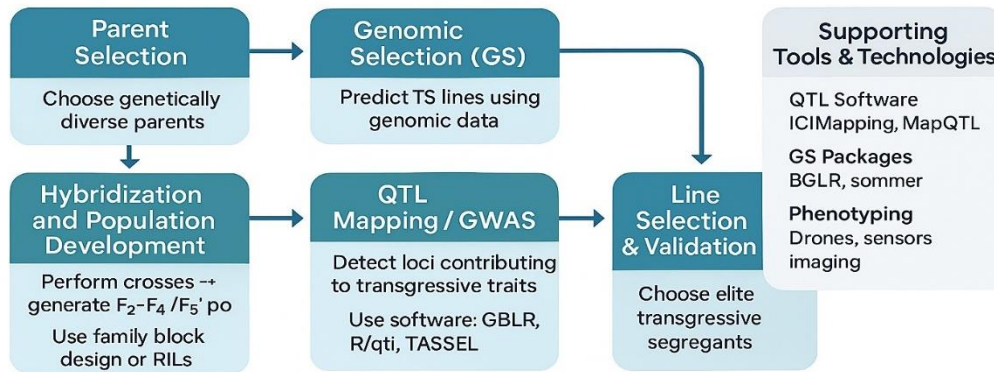 Parent
Selection
Choose genetically
diverse parents
Genomic
Selection (GS)
Predict TS lines using
genomic data
Hybridization
and Population
Development
Perform crosses →
generate F₂-F₄ /F₅' po
Use family block
design or RILs
QTL
Mapping / GWAS
Detect loci contributing
to transgressive traits
Use software: GBLR,
R/qti, TASSEL
Line
Selection
& Validation
Choose elite
transgressive
segregants
Supporting
Tools & Technologies
QTL Software
ICIMapping, MapQTL
GS Packages
BGLR, sommer
Phenotyping
Drones, sensors
imaging